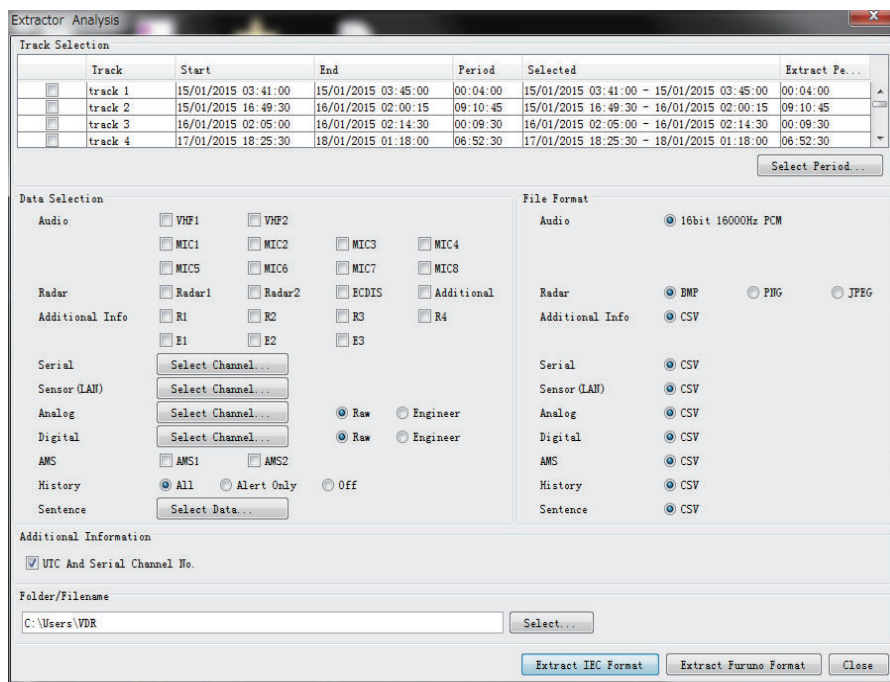 Extractor Analysis
Track Selection
Track Start End Period Selected Extract Pe...
track 1 15/01/2015 03:41:00 15/01/2015 03:45:00 00:04:00 15/01/2015 03:41:00 - 15/01/2015 03:45:00 00:04:00
track 2 15/01/2015 16:49:30 16/01/2015 02:00:15 09:10:45 15/01/2015 16:49:30 - 16/01/2015 02:00:15 09:10:45
track 3 16/01/2015 02:05:00 16/01/2015 02:14:30 00:09:30 16/01/2015 02:05:00 - 16/01/2015 02:14:30 00:09:30
track 4 17/01/2015 18:25:30 18/01/2015 01:18:00 06:52:30 17/01/2015 18:25:30 - 18/01/2015 01:18:00 06:52:30
Select Period...
Data Selection
Audio VHF1 VHF2
MIC1 MIC2 MIC3 MIC4
MIC5 MIC6 MIC7 MIC8
Radar Radar1 Radar2 ECDIS Additional
Additional Info R1 R2 R3 R4
E1 E2 E3
Serial Select Channel...
Sensor(LAN) Select Channel...
Analog Select Channel... Raw Engineer
Digital Select Channel... Raw Engineer
AMS AMS1 AMS2
History All Alert Only Off
Sentence Select Data...
File Format
Audio 16bit 16000Hz PCM
Radar BMP PNG JPEG
Additional Info CSV
Serial CSV
Sensor(LAN) CSV
Analog CSV
Digital CSV
AMS CSV
History CSV
Sentence CSV
Additional Information
UTC And Serial Channel No.
Folder/Filename
C:\Users\VDR Select...
Extract IEC Format Extract Furuno Format Close